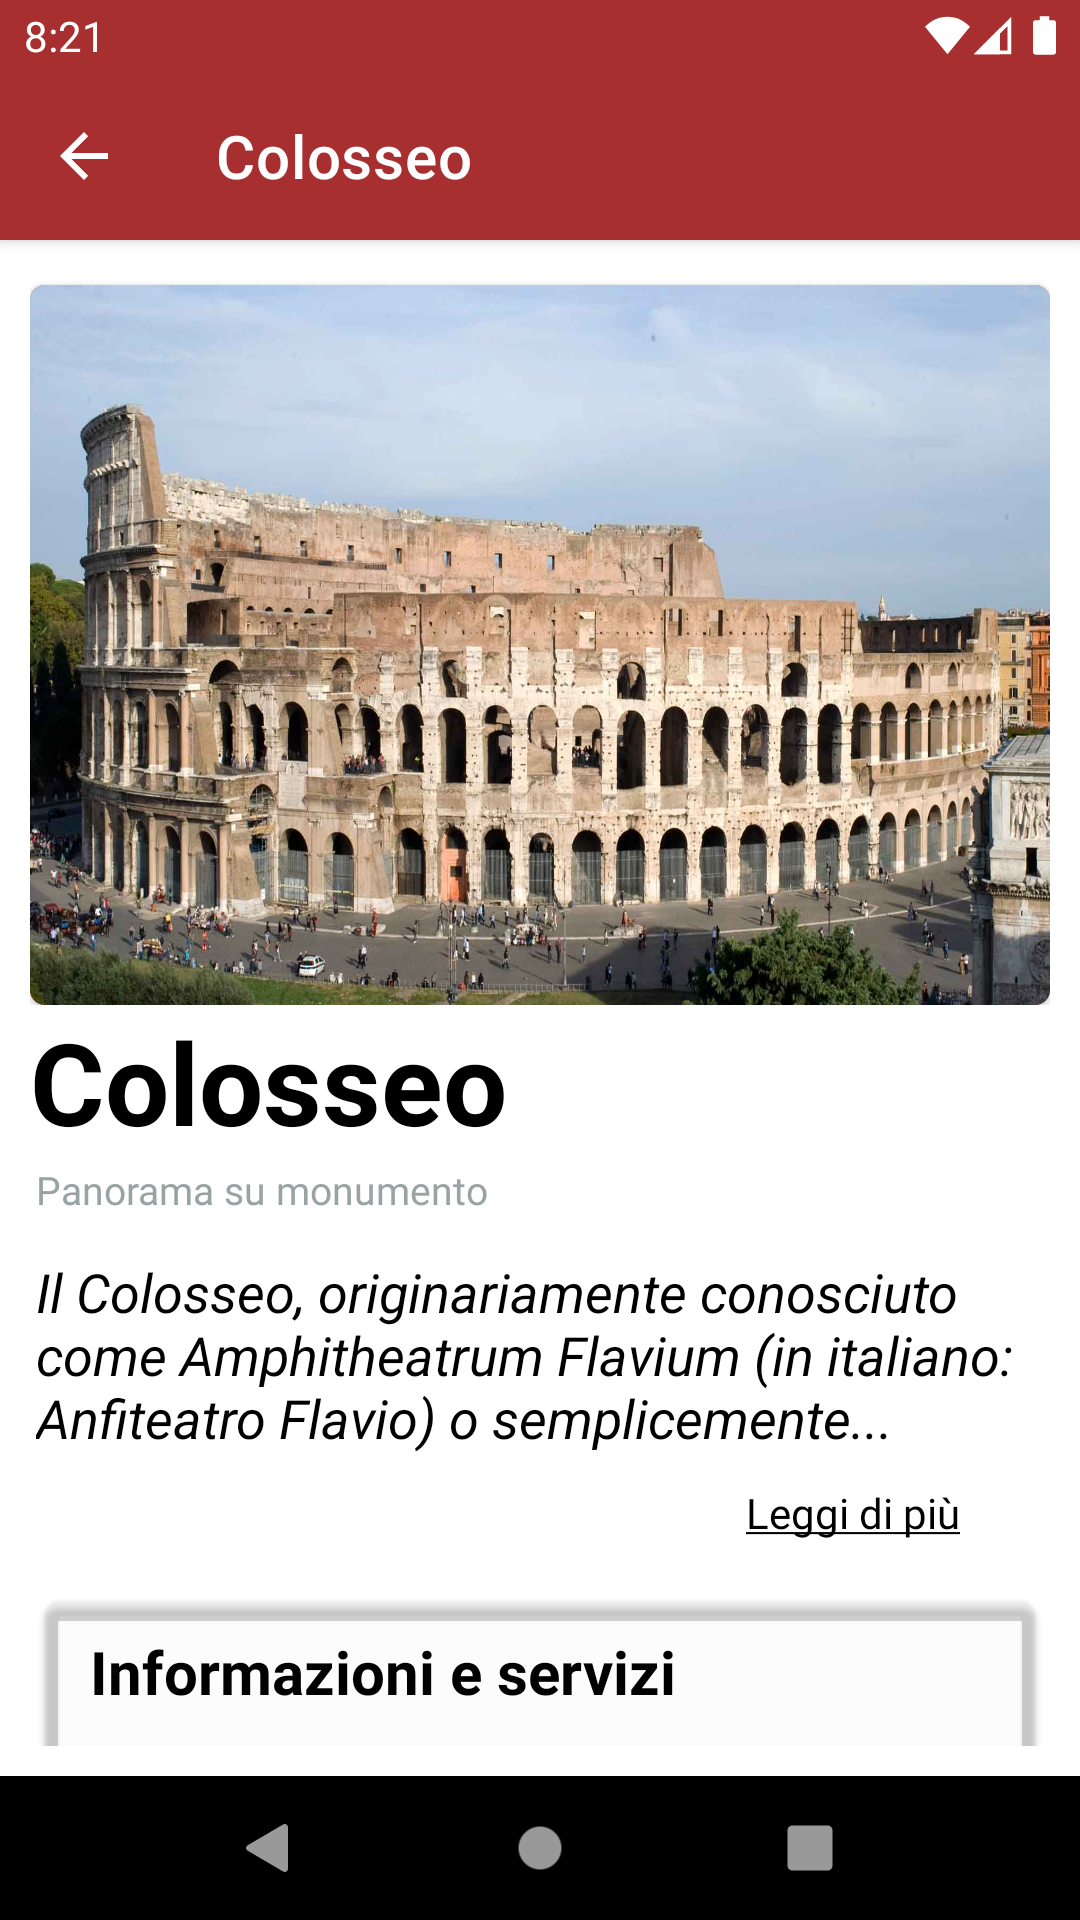 8:21
Colosseo
Colosseo
Panorama su monumento
Il Colosseo, originariamente conosciuto
come Amphitheatrum Flavium (in italiano:
Anfiteatro Flavio) o semplicemente...
Leggi di più
Informazioni e servizi